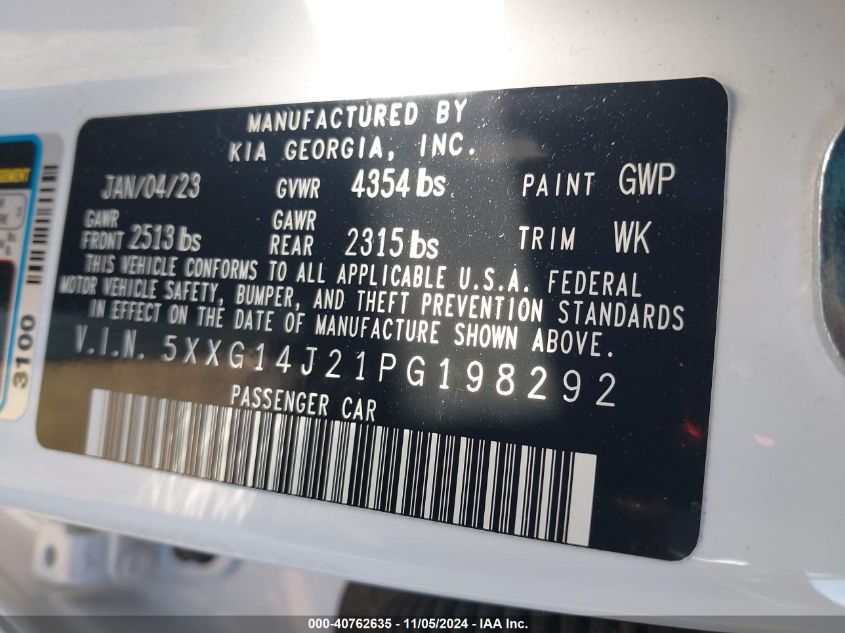 MANUFACTURED BY
KIA GEORGIA, INC.
JAN/04/23 GVWR 4354 lbs PAINT GWP
GAWR FRONT 2513 lbs GAWR REAR 2315 lbs TRIM WK
THIS VEHICLE CONFORMS TO ALL APPLICABLE U.S.A. FEDERAL
MOTOR VEHICLE SAFETY, BUMPER, AND THEFT PREVENTION STANDARDS
IN EFFECT ON THE DATE OF MANUFACTURE SHOWN ABOVE.
V.I.N. 5XXG14J21PG198292
PASSENGER CAR
3100
000-40762635 - 11/05/2024 - IAA Inc.